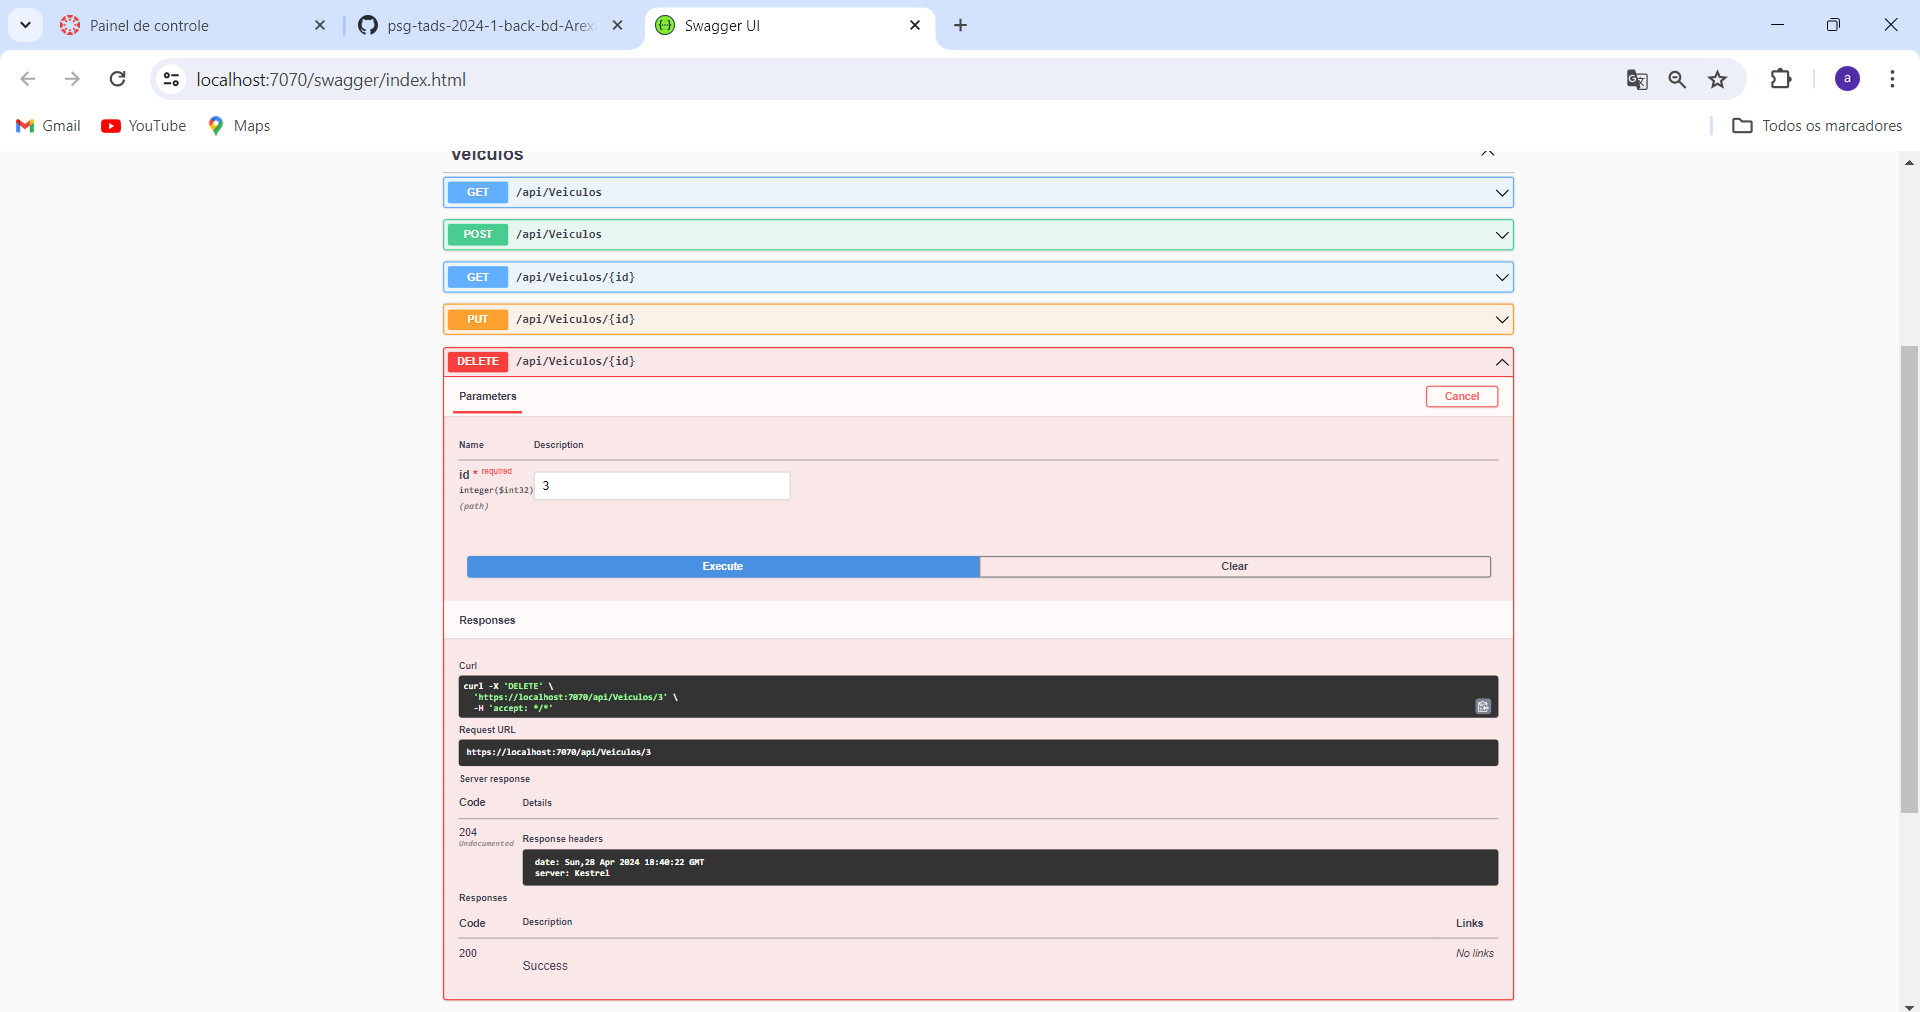 Painel de controle
psg-tads-2024-1-back-bd-Arex
Swagger UI
localhost:7070/swagger/index.html
a
Gmail
YouTube
Maps
Todos os marcadores
Veiculos
GET /api/Veiculos
POST /api/Veiculos
GET /api/Veiculos/{id}
PUT /api/Veiculos/{id}
DELETE /api/Veiculos/{id}
Parameters
Cancel
Name Description
id * required
integer($int32)
(path)
3
Execute
Clear
Responses
Curl
curl -X 'DELETE' \
'https://localhost:7070/api/Veiculos/3' \
-H 'accept: */*'
Request URL
https://localhost:7070/api/Veiculos/3
Server response
Code Details
204
Undocumented
Response headers
date: Sun,28 Apr 2024 18:40:22 GMT
server: Kestrel
Responses
Code Description Links
200
Success
No links